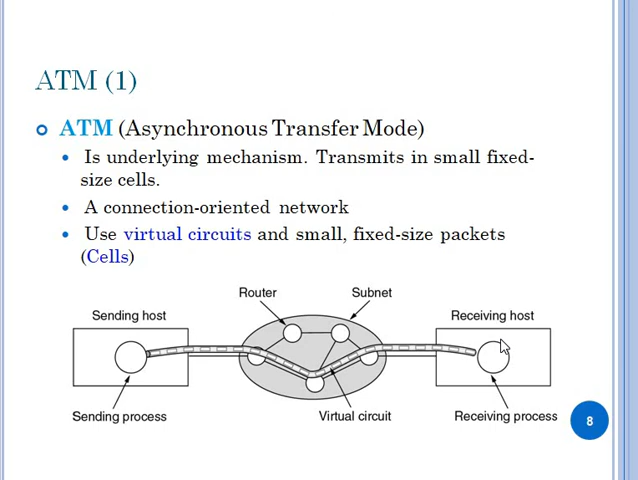 ATM (1)
ATM (Asynchronous Transfer Mode)
Is underlying mechanism. Transmits in small fixed-
size cells.
A connection-oriented network
Use virtual circuits and small, fixed-size packets
(Cells)
Router
Subnet
Sending host
Receiving host
Sending process
Virtual circuit
Receiving process
8